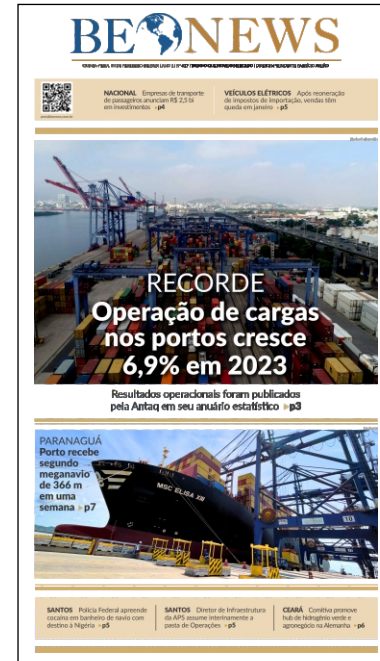 BE NEWS
NACIONAL Empresas de transporte
de passageiros anunciam R$ 2,5 bi
em investimentos ▸p4
VEÍCULOS ELÉTRICOS Após reoneração
de impostos de importação, vendas têm
queda em janeiro ▸p5
RECORDE
Operação de cargas
nos portos cresce
6,9% em 2023
Resultados operacionais foram publicados
pela Antaq em seu anuário estatístico ▸p3
PARANAGUÁ
Porto recebe
segundo
meganavio
de 366 m
em uma
semana ▸p7
MSC ELISA XIII
SANTOS Polícia Federal apreende
cocaína em banheiro de navio com
destino à Nigéria ▸p5
SANTOS Diretor de Infraestrutura
da APS assume interinamente a
pasta de Operações ▸p5
CEARÁ Comitiva promove
hub de hidrogênio verde e
agronegócio na Alemanha ▸p6